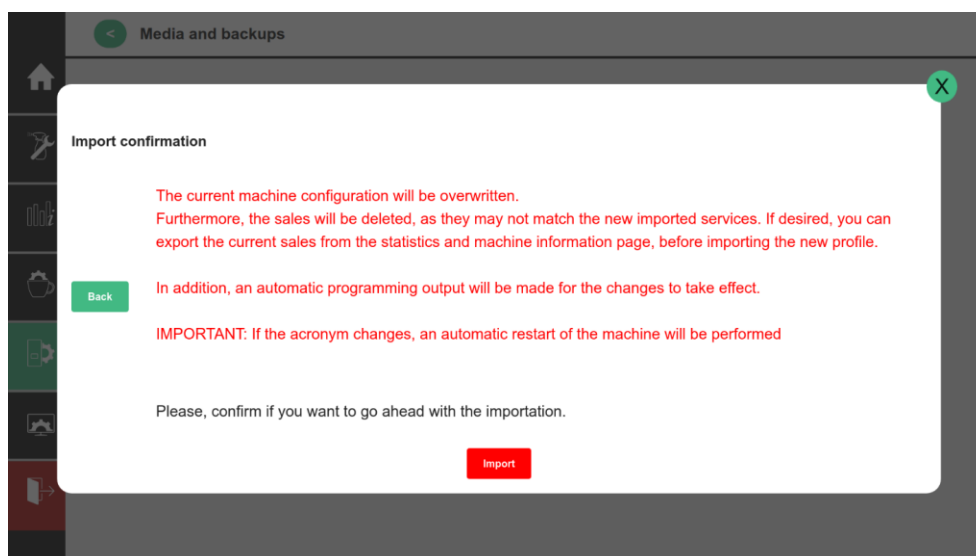 < Media and backups
X
Import confirmation
The current machine configuration will be overwritten.
Furthermore, the sales will be deleted, as they may not match the new imported services. If desired, you can
export the current sales from the statistics and machine information page, before importing the new profile.
Back
In addition, an automatic programming output will be made for the changes to take effect.
IMPORTANT: If the acronym changes, an automatic restart of the machine will be performed
Please, confirm if you want to go ahead with the importation.
Import